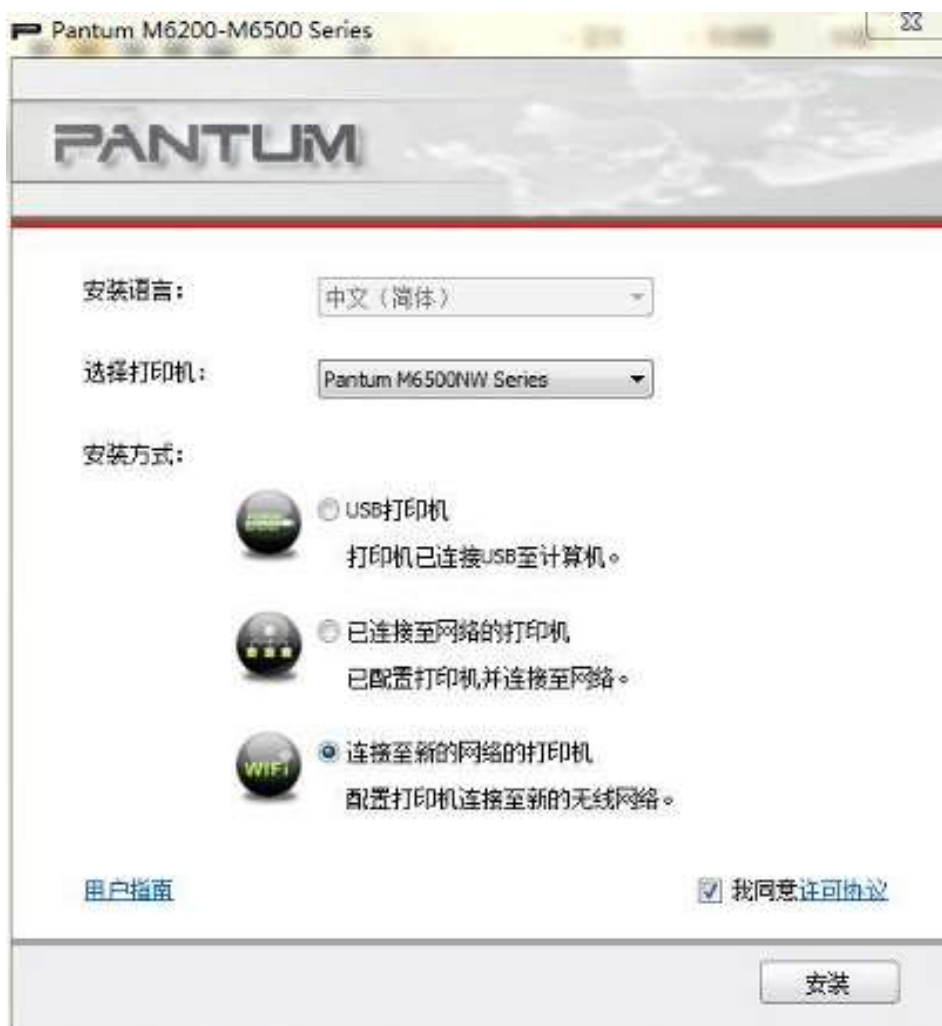 Pantum M6200-M6500 Series
PANTUM
安装语言：
中文（简体）
选择打印机：
Pantum M6500NW Series
安装方式：
USB打印机
打印机已连接USB至计算机。
已连接至网络的打印机
已配置打印机并连接至网络。
WiFi
连接至新的网络的打印机
配置打印机连接至新的无线网络。
用户指南
我同意许可协议
安装